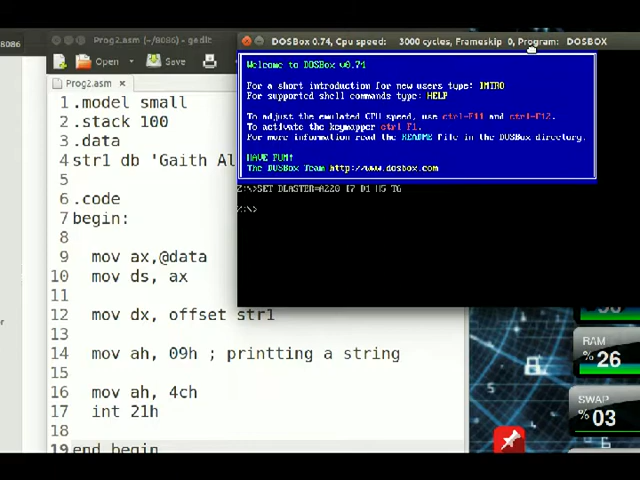 8086
Prog2.asm (~/Desktop/8086) - gedit
Open
Save
Prog2.asm ×
1 .model small
2 .stack 100
3 .data
4 str1 db 'Gaith Al
5
6 .code
7 begin:
8
9 mov ax,@data
10 mov ds, ax
11
12 mov dx, offset str1
13
14 mov ah, 09h ; printting a string
15
16 mov ah, 4ch
17 int 21h
18
19 end begin
DOSBox 0.74, Cpu speed: 3000 cycles, Frameskip 0, Program: DOSBOX
Welcome to DOSBox v0.74
For a short introduction for new users type: INTRO
For supported shell commands type: HELP
To adjust the emulated CPU speed, use ctrl-F11 and ctrl-F12.
To activate the keymapper ctrl-F1.
For more information read the README file in the DOSBox directory.
HAVE FUN!
The DOSBox Team http://www.dosbox.com
Z:\>SET BLASTER=A220 I7 D1 H5 T6
Z:\>
RAM
% 26
SWAP
% 03